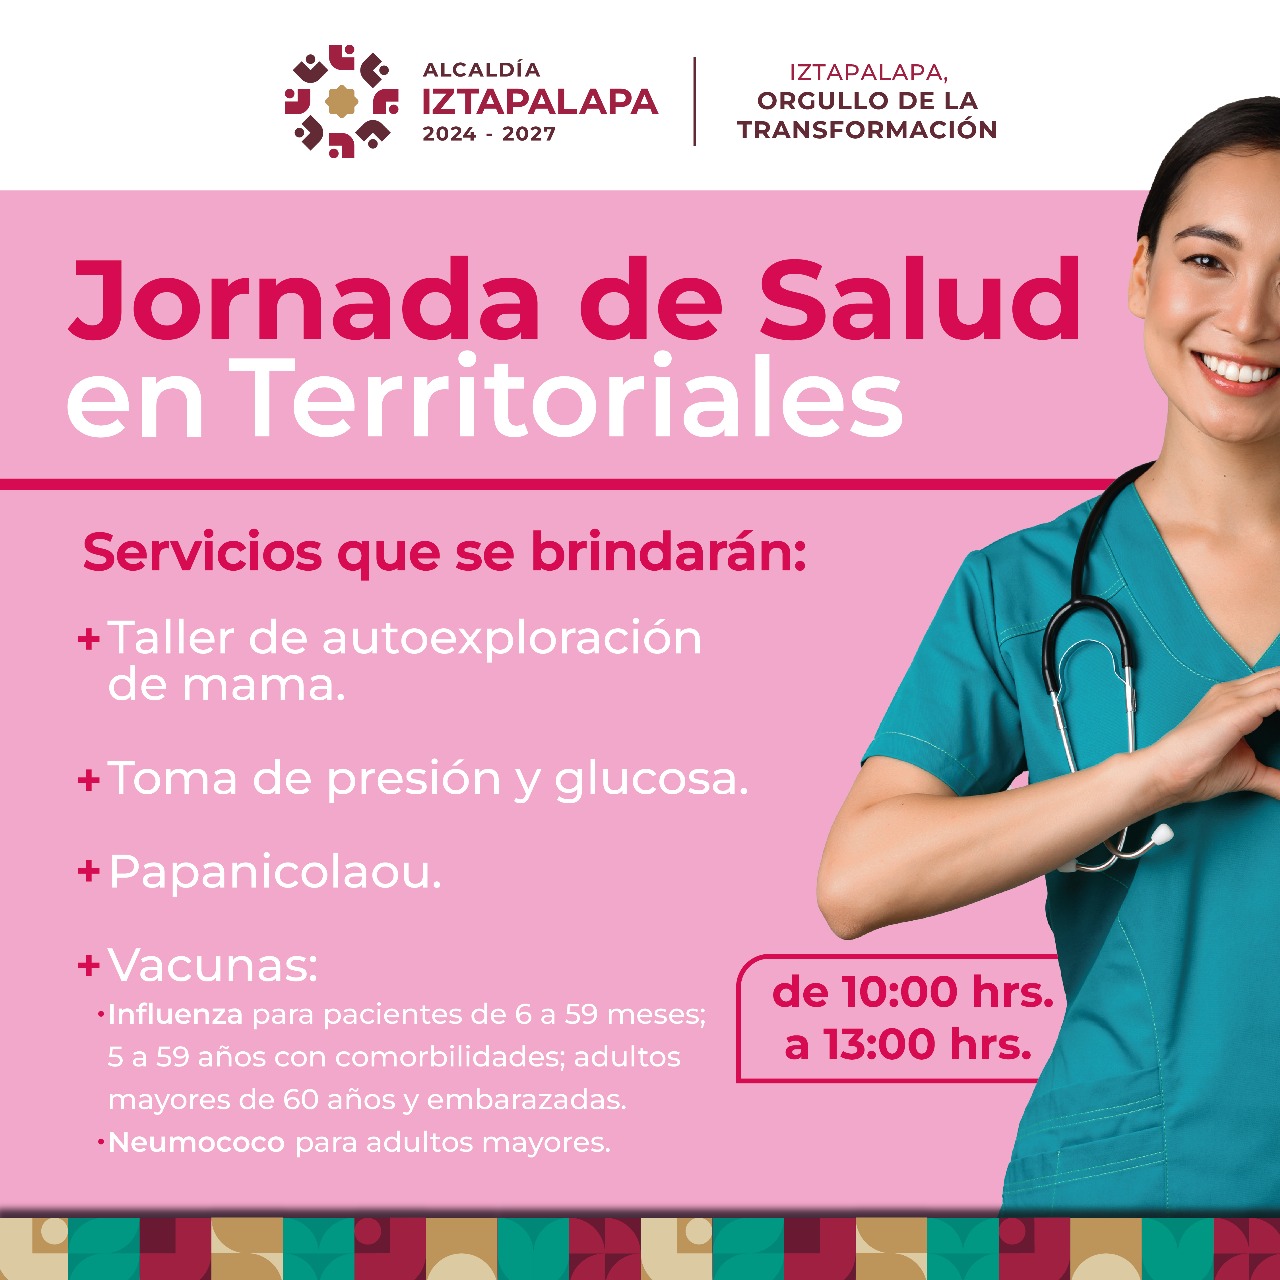 ALCALDÍA
IZTAPALAPA
2024 - 2027
IZTAPALAPA,
ORGULLO DE LA
TRANSFORMACIÓN
Jornada de Salud
en Territoriales
Servicios que se brindarán:
+ Taller de autoexploración
de mama.
+ Toma de presión y glucosa.
+ Papanicolaou.
+ Vacunas:
• Influenza para pacientes de 6 a 59 meses;
5 a 59 años con comorbilidades; adultos
mayores de 60 años y embarazadas.
• Neumococo para adultos mayores.
de 10:00 hrs.
a 13:00 hrs.